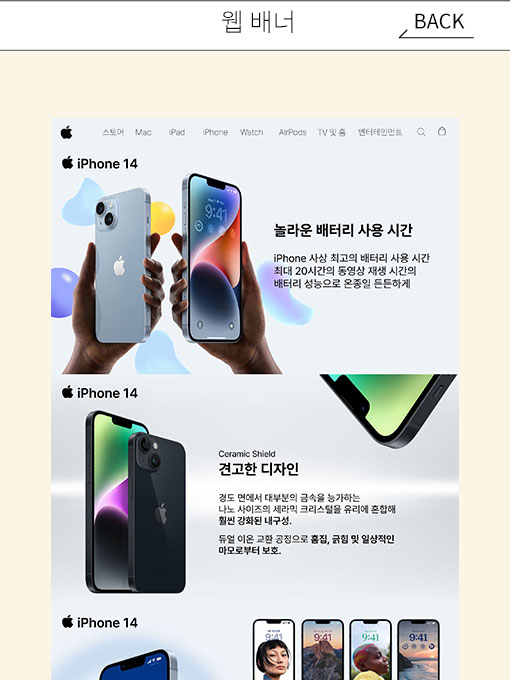 웹 배너
BACK
스토어 Mac iPad iPhone Watch AirPods TV 및 홈 엔터테인먼트
iPhone 14
9:41
놀라운 배터리 사용 시간
iPhone 사상 최고의 배터리 사용 시간
최대 20시간의 동영상 재생 시간의
배터리 성능으로 온종일 든든하게
iPhone 14
Ceramic Shield
견고한 디자인
경도 면에서 대부분의 금속을 능가하는
나노 사이즈의 세라믹 크리스털을 유리에 혼합해
훨씬 강화된 내구성.
듀얼 이온 교환 공정으로 흠집, 긁힘 및 일상적인
마모로부터 보호.
iPhone 14
9:41 9:41 9:41 9:41